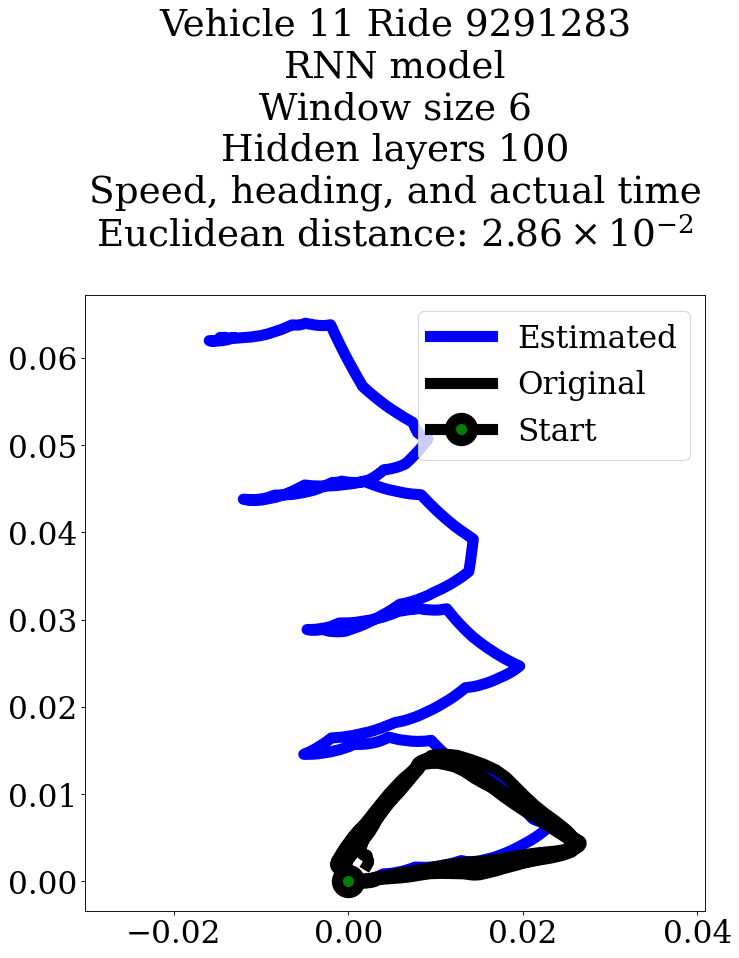 Vehicle 11 Ride 9291283
RNN model
Window size 6
Hidden layers 100
Speed, heading, and actual time
Euclidean distance: 2.86 × 10⁻²
Estimated
Original
Start
0.06
0.05
0.04
0.03
0.02
0.01
0.00
−0.02 0.00 0.02 0.04